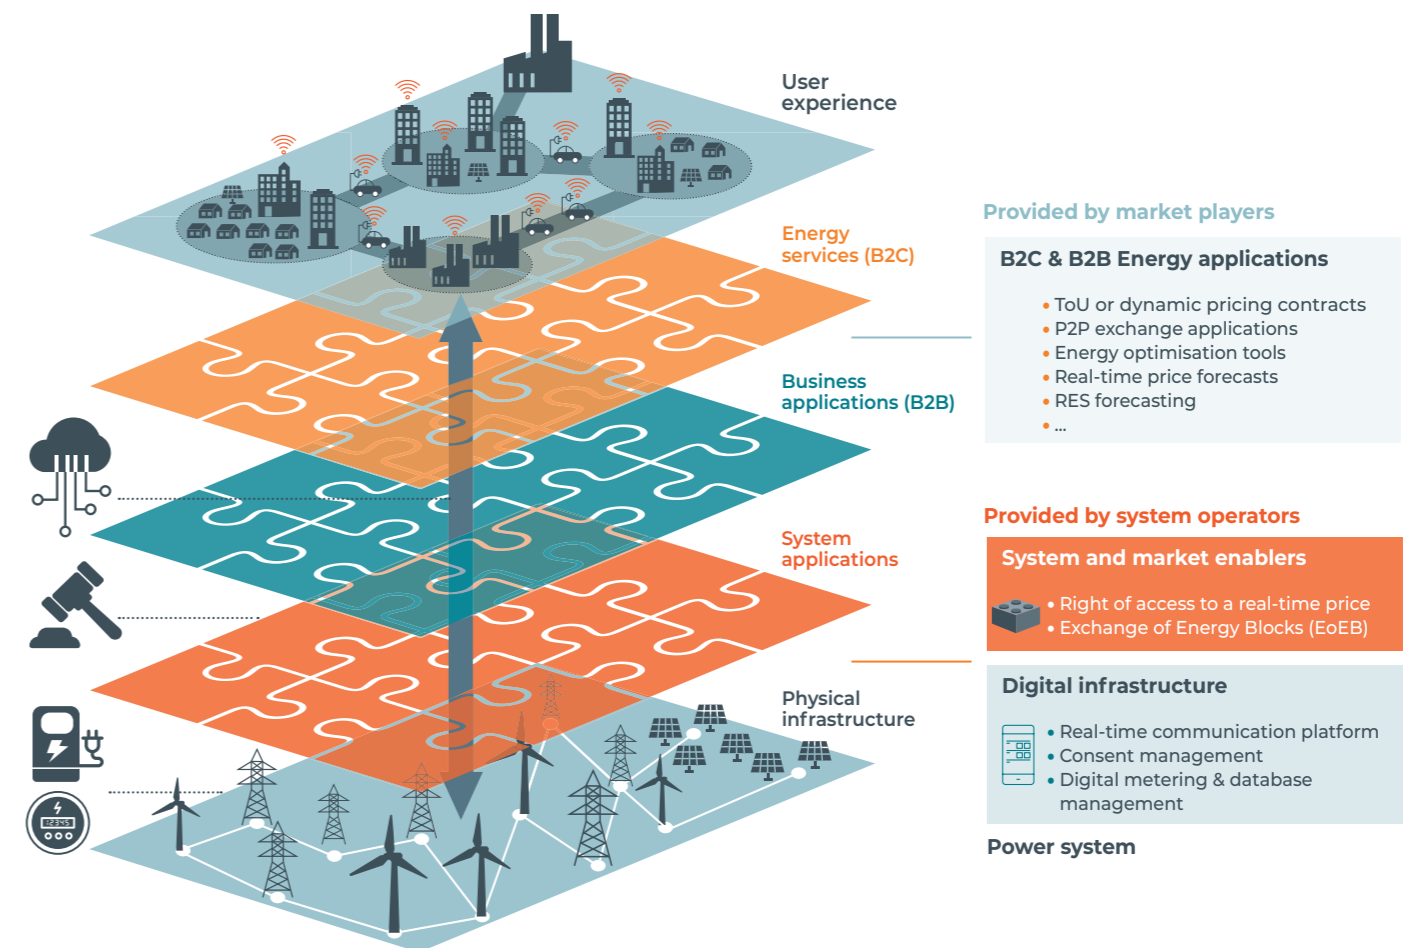 User
experience
Energy
services (B2C)
Business
applications (B2B)
System
applications
Physical
infrastructure
12345
Provided by market players
B2C & B2B Energy applications
• ToU or dynamic pricing contracts
• P2P exchange applications
• Energy optimisation tools
• Real-time price forecasts
• RES forecasting
• ...
Provided by system operators
System and market enablers
• Right of access to a real-time price
• Exchange of Energy Blocks (EoEB)
Digital infrastructure
• Real-time communication platform
• Consent management
• Digital metering & database
management
Power system